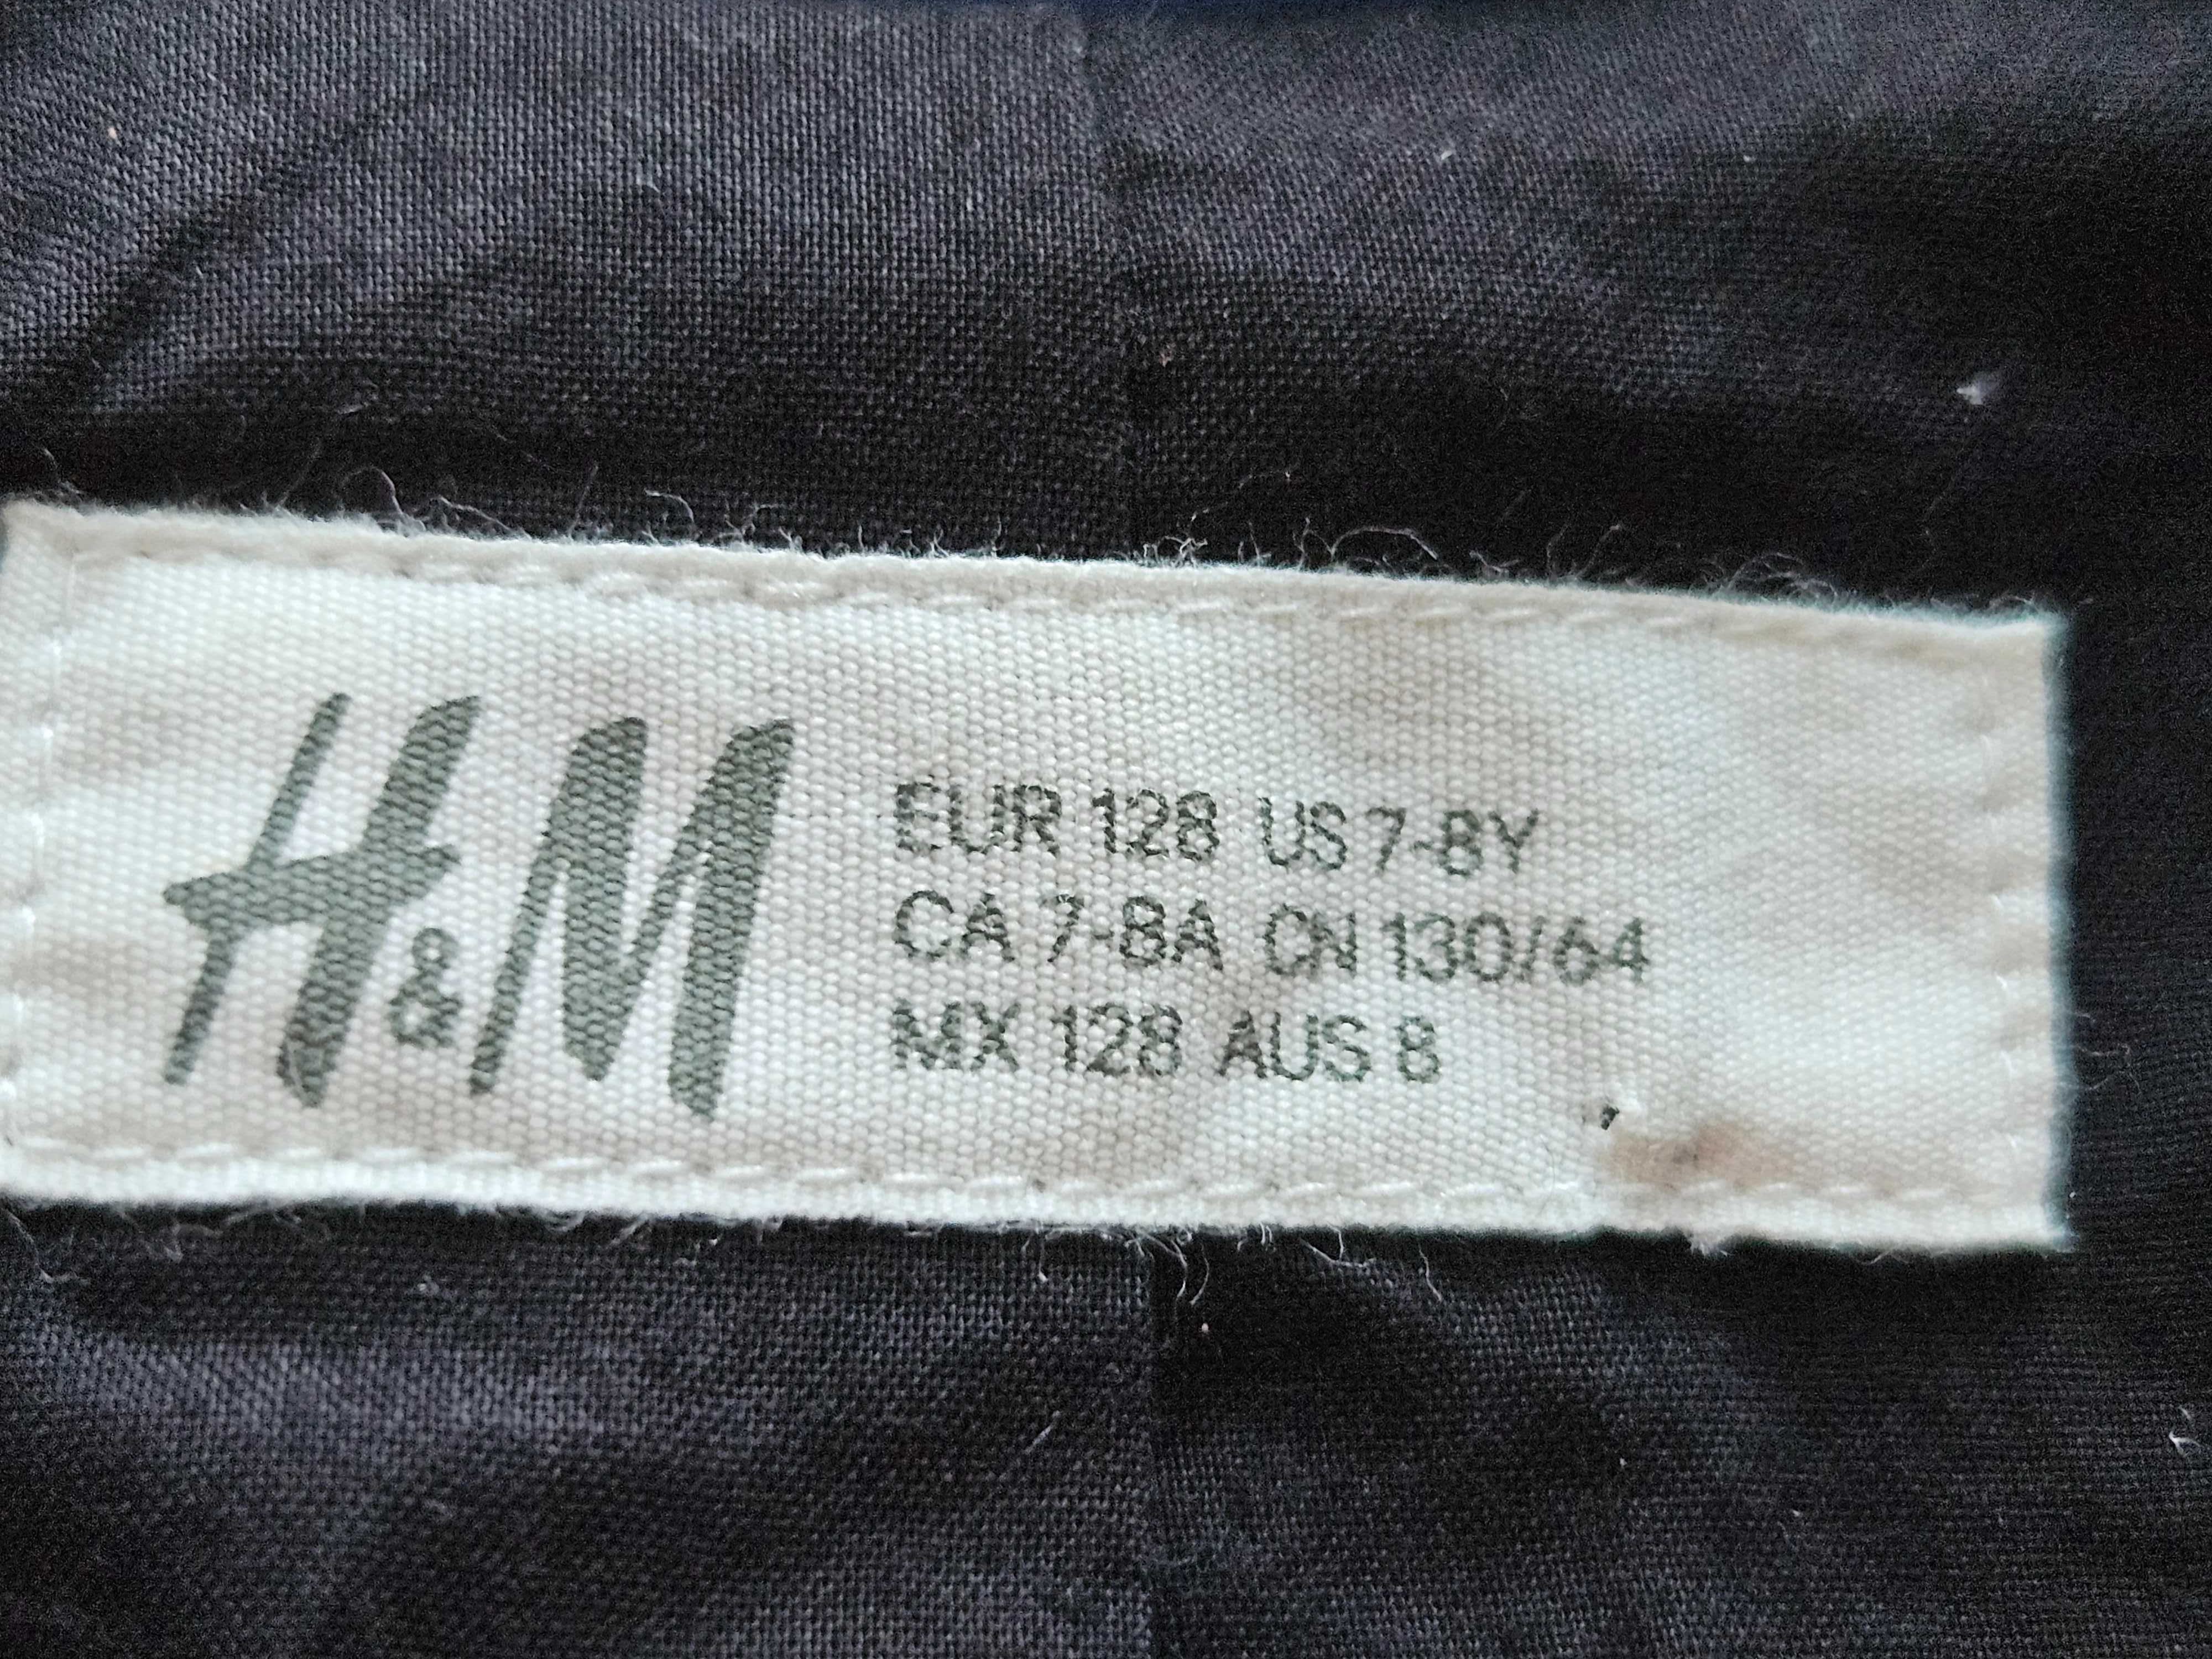 H&M
EUR 128 US 7-8Y
CA 7-8A CN 130/64
MX 128 AUS 8